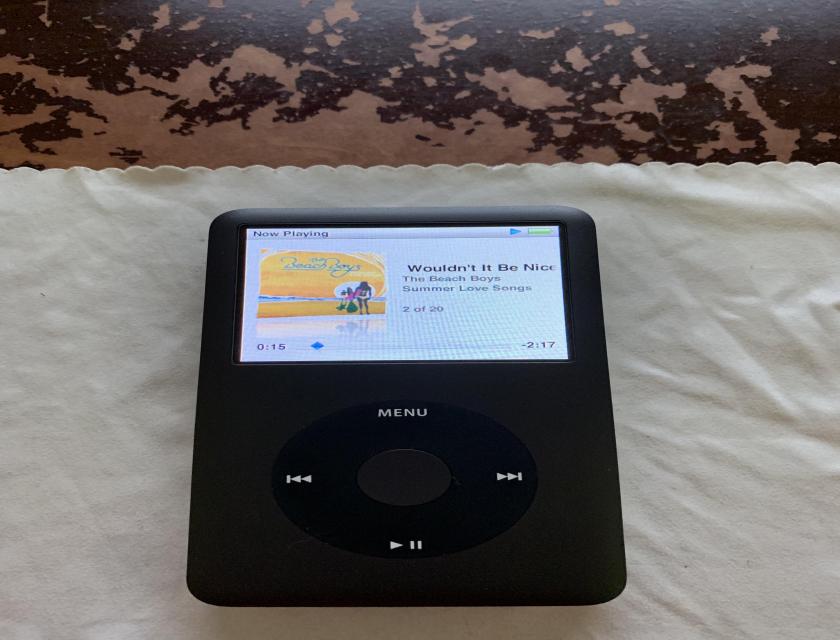 Now Playing
The
Beach Boys
Wouldn't It Be Nice
The Beach Boys
Summer Love Songs
2 of 20
0:15
-2:17
MENU